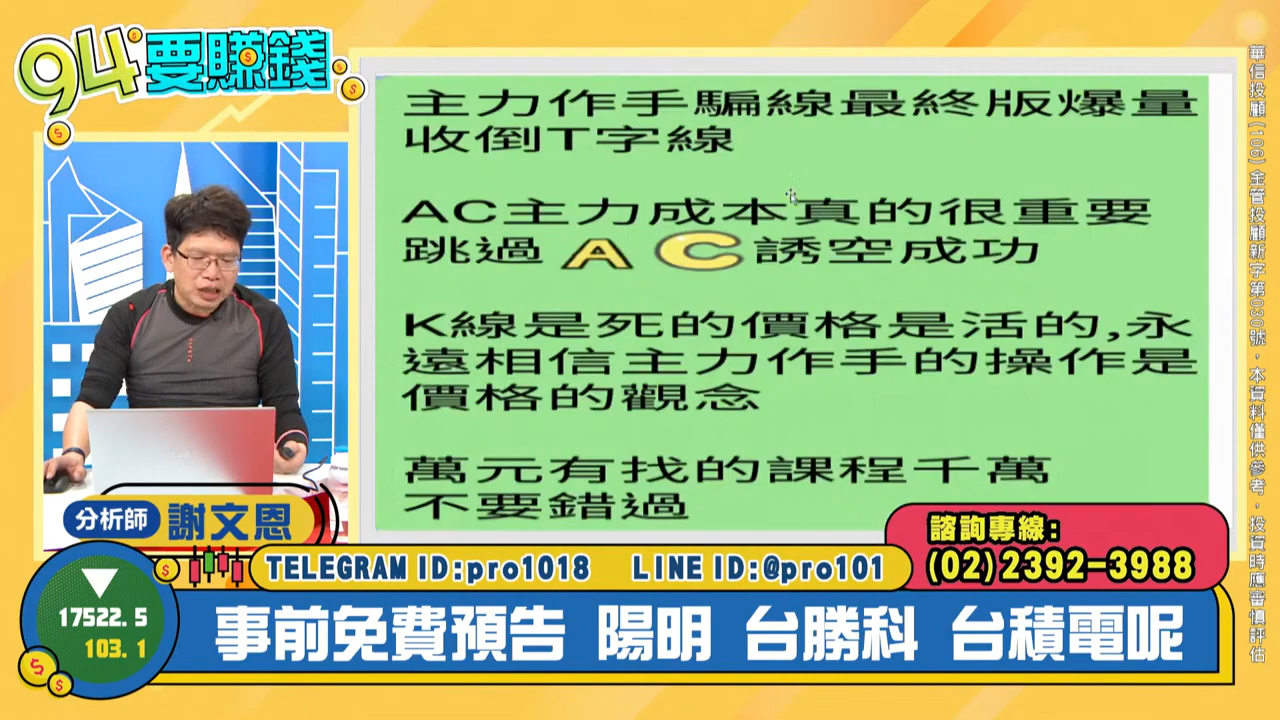 94要賺錢
主力作手騙線最終版爆量
收倒T字線
AC主力成本真的很重要
跳過AC誘空成功
K線是死的價格是活的,永
遠相信主力作手的操作是
價格的觀念
萬元有找的課程千萬
不要錯過
華信投顧(106)金管投顧新字第030號，本資料僅供參考，投資時應審慎評估
分析師 謝文恩
諮詢專線:
(02)2392-3988
TELEGRAM ID:pro1018 LINE ID:@pro101
17522.5
103.1
事前免費預告 陽明 台勝科 台積電呢